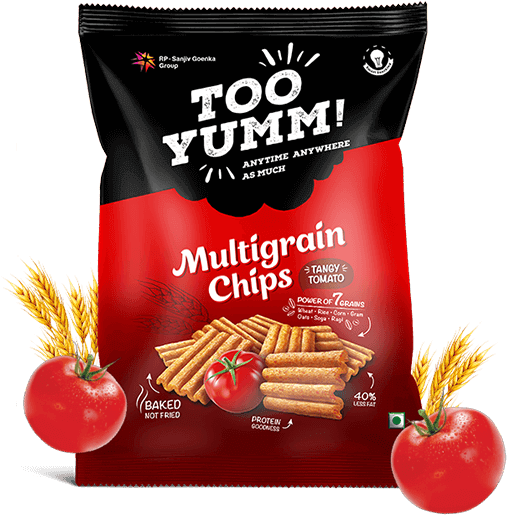 RP - Sanjiv Goenka
Group
TOO
YUMM!
ANYTIME ANYWHERE
AS MUCH
Multigrain
Chips
TANGY
TOMATO
POWER OF 7 GRAINS
Wheat • Rice • Corn • Gram
Oats • Soya • Ragi
BAKED
NOT FRIED
PROTEIN
GOODNESS
40%
LESS FAT